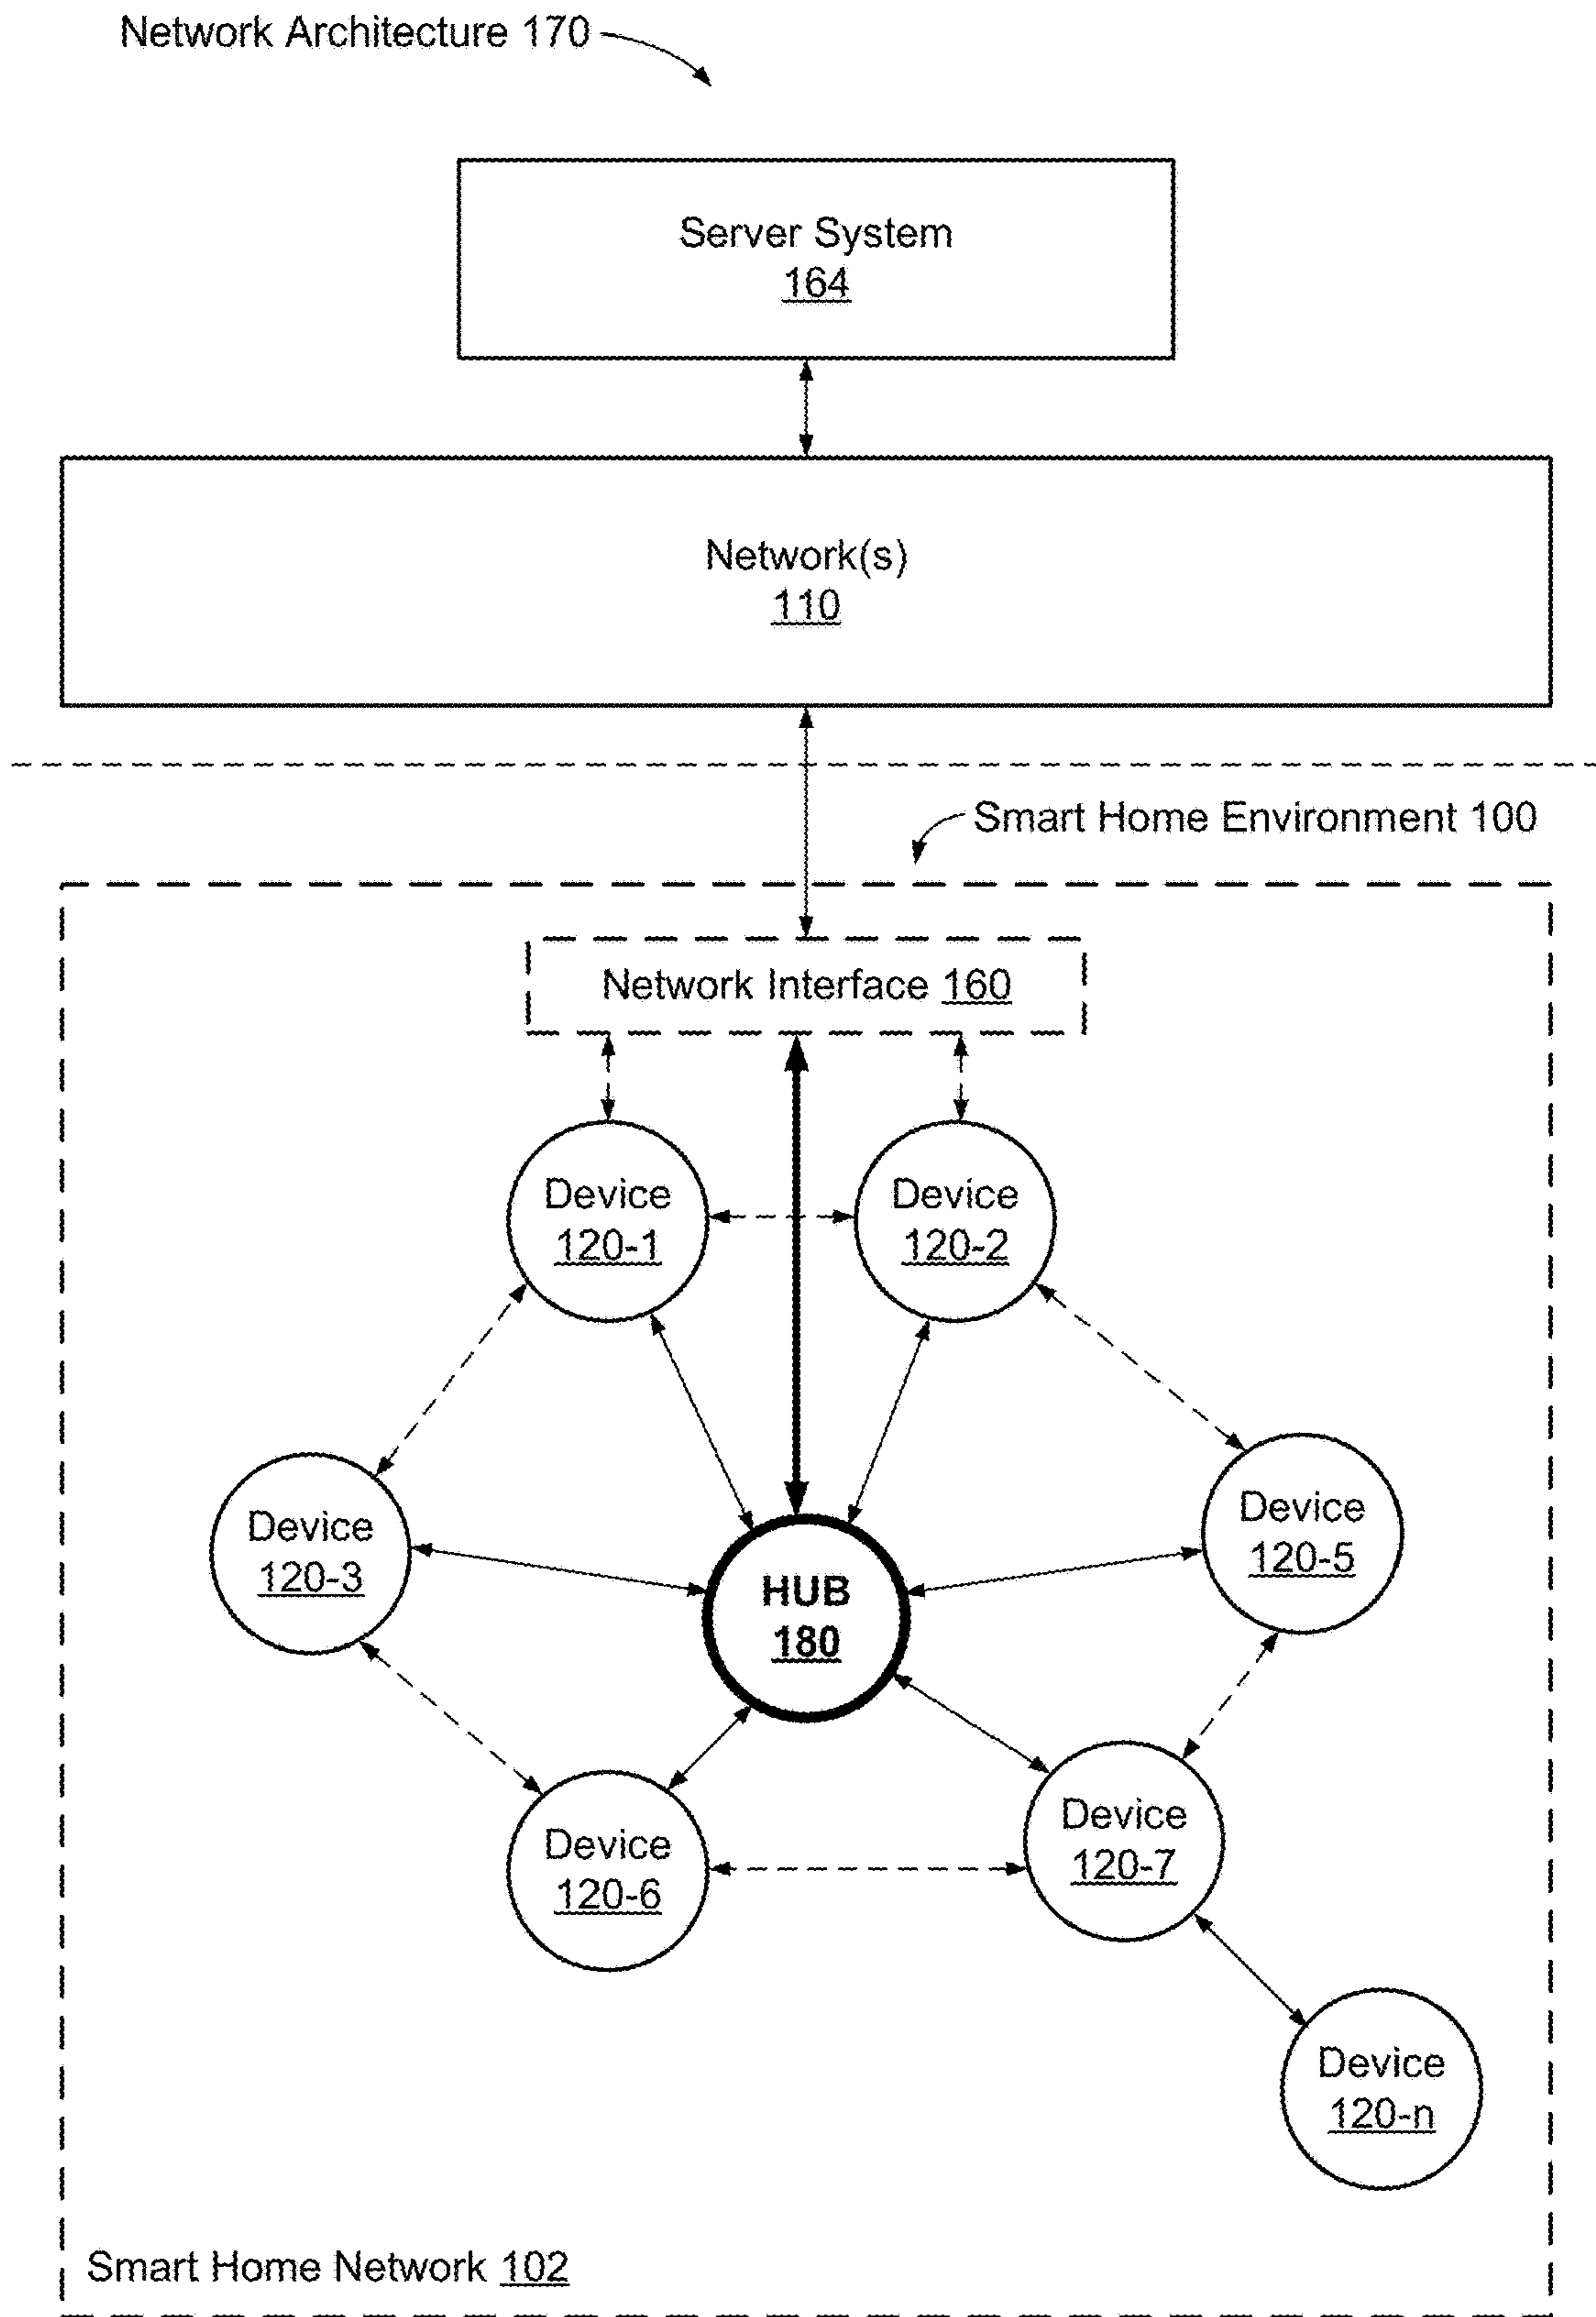 Network Architecture 170
Server System
164
Network(s)
110
Smart Home Environment 100
Network Interface 160
Device
120-1
Device
120-2
Device
120-3
Device
120-5
HUB
180
Device
120-6
Device
120-7
Device
120-n
Smart Home Network 102